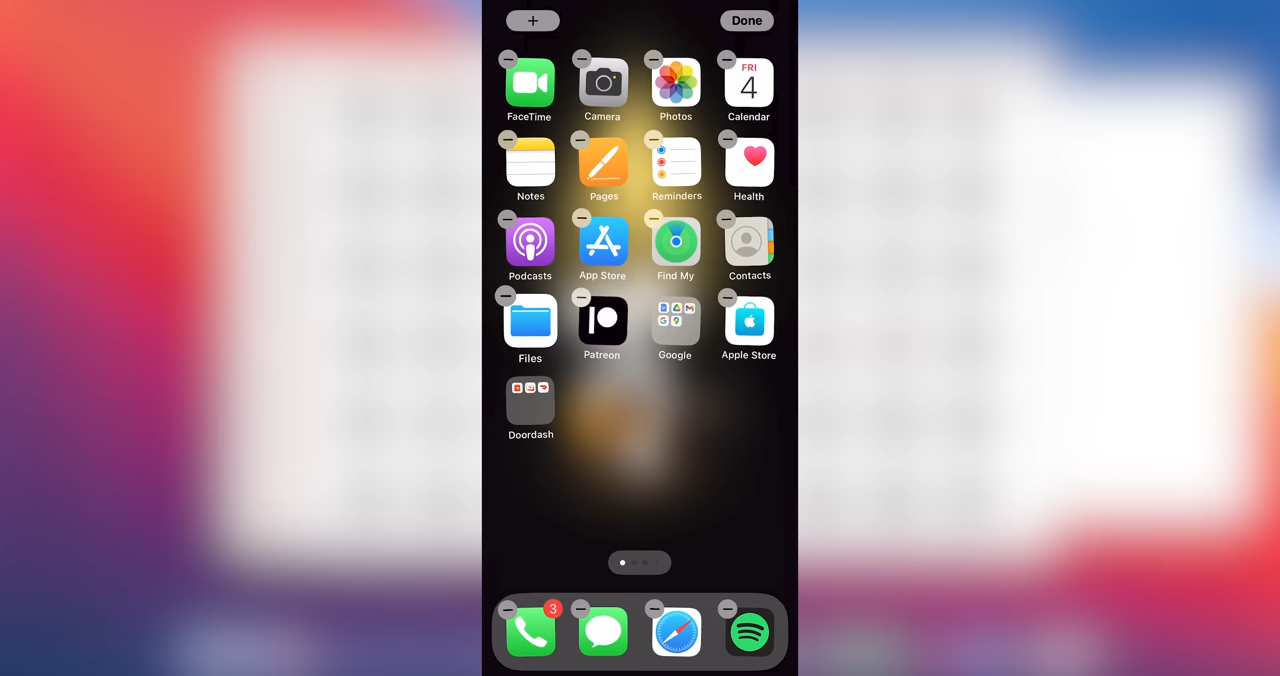 + Done
FaceTime Camera Photos FRI 4 Calendar
Notes Pages Reminders Health
Podcasts App Store Find My Contacts
Files Patreon Google Apple Store
Doordash
3